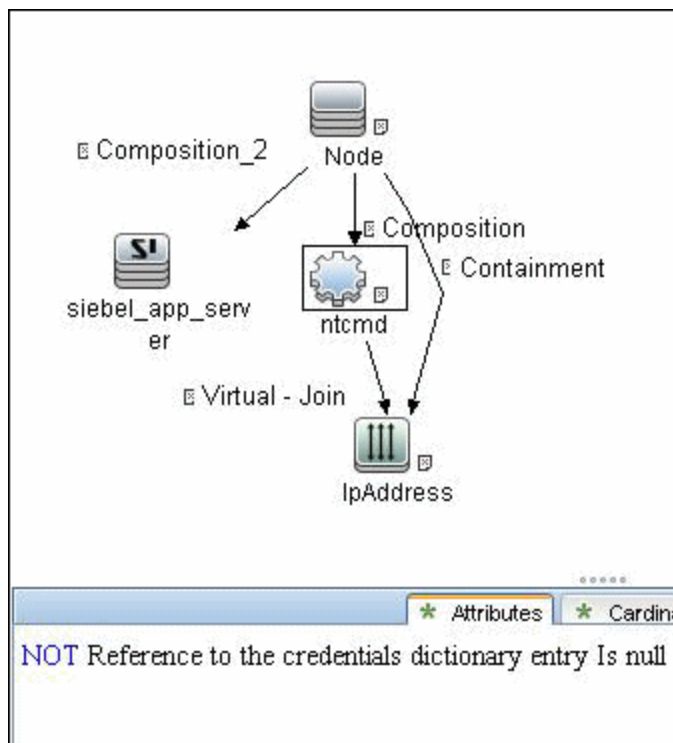 Node
Composition_2
Composition
Containment
SI
siebel_app_serv
er
ntcmd
Virtual - Join
IpAddress
Attributes
Cardina
NOT Reference to the credentials dictionary entry Is null